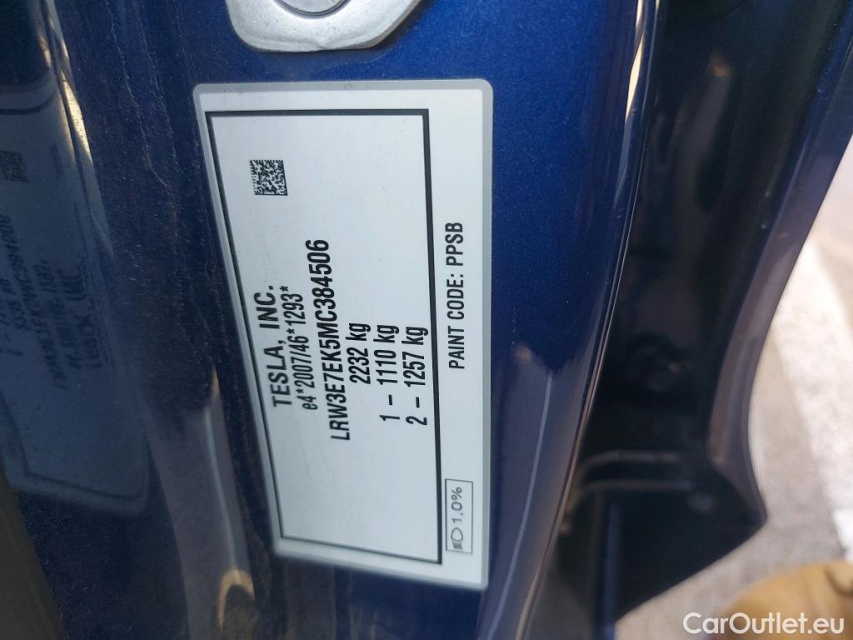 TESLA, INC.
e4*2007/46*1293*
LRW3E7EK5MC384506
2232 kg
1 - 1110 kg
2 - 1257 kg
PAINT CODE: PPSB
1.0%
CarOutlet.eu